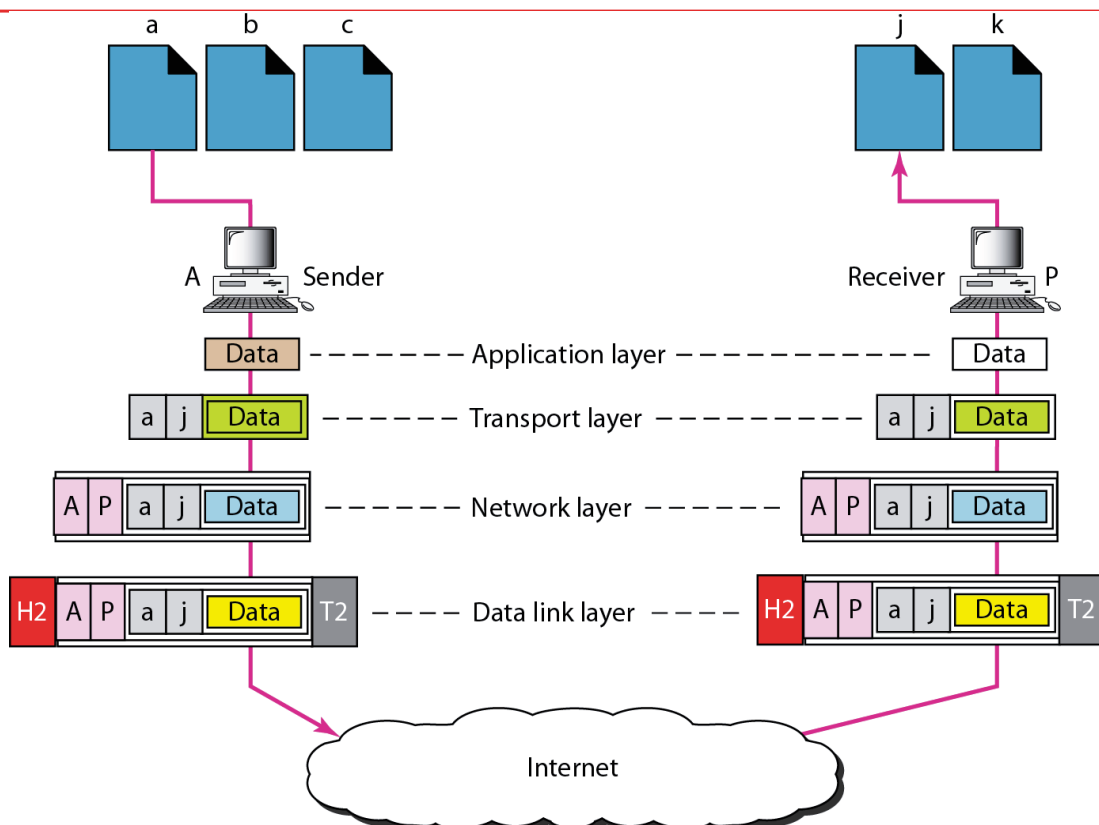 a b c j k
A Sender Receiver P
Data Application layer Data
a j Data Transport layer a j Data
A P a j Data Network layer A P a j Data
H2 A P a j Data T2 Data link layer H2 A P a j Data T2
Internet